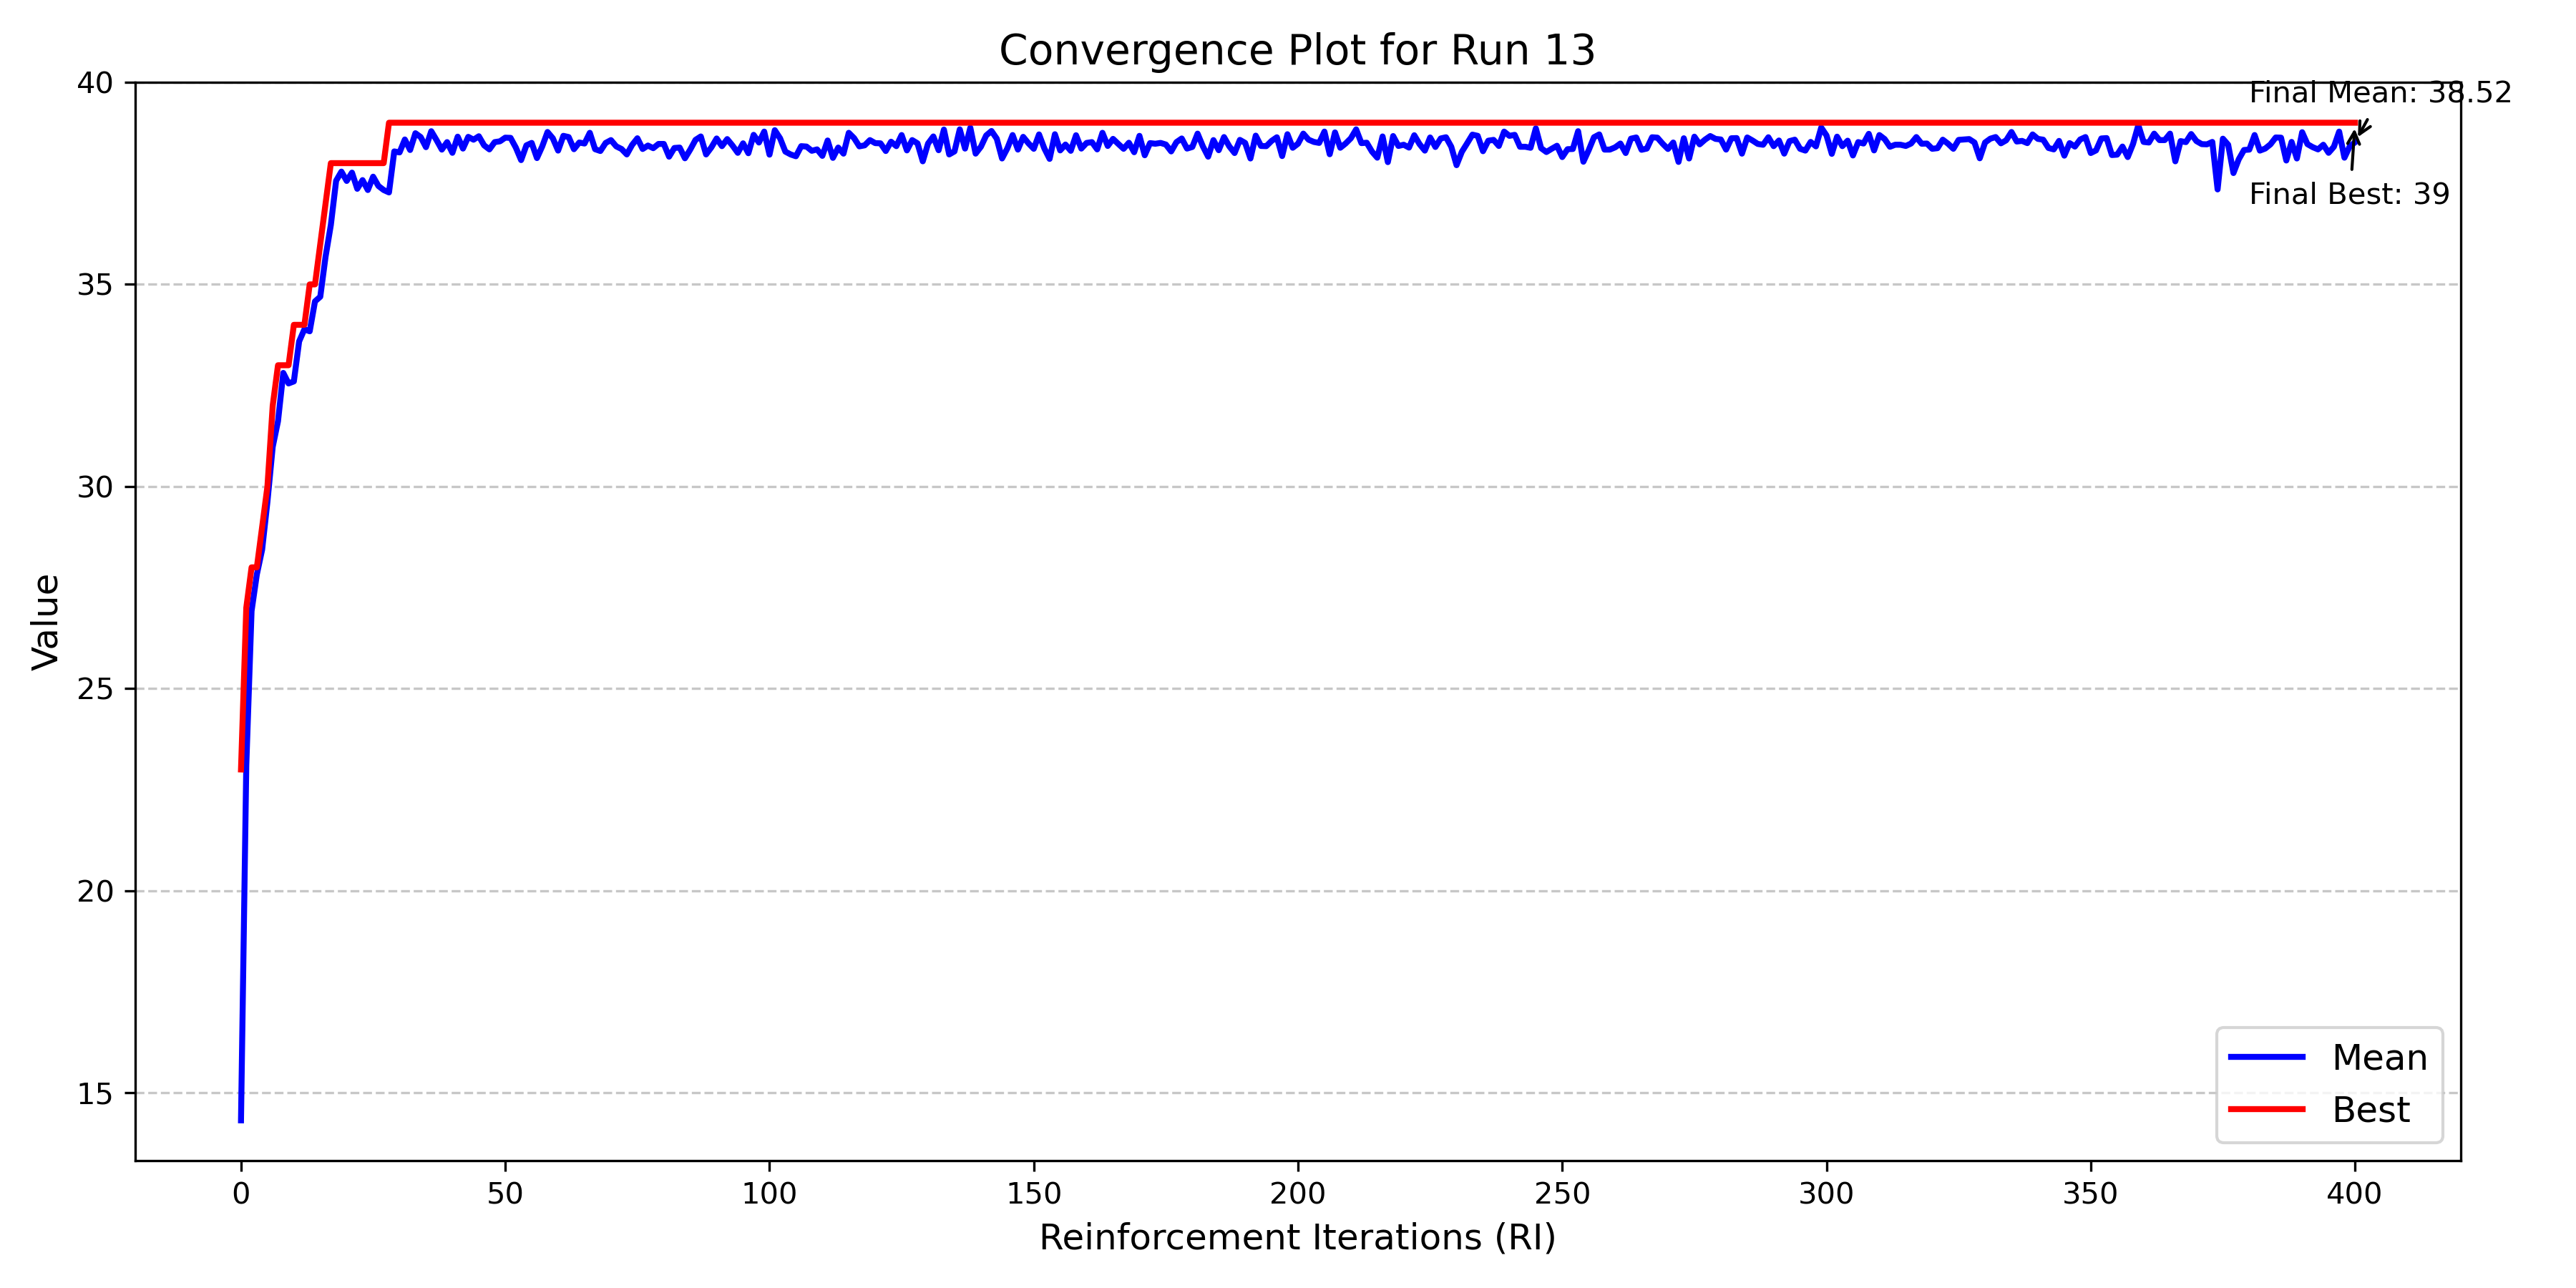 Convergence Plot for Run 13
40
35
30
25
20
15
Value
Final Mean: 38.52
Final Best: 39
Mean
Best
0 50 100 150 200 250 300 350 400
Reinforcement Iterations (RI)